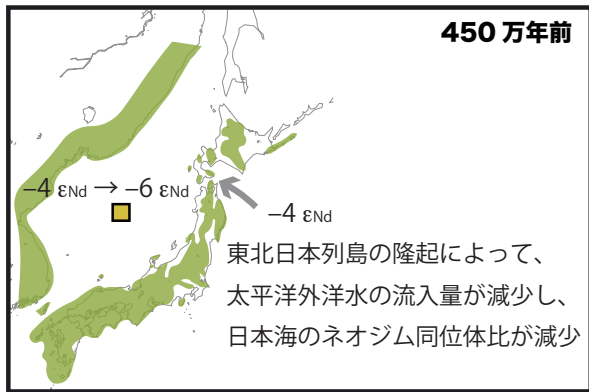 450 万年前
–4 εNd → –6 εNd
–4 εNd
東北日本列島の隆起によって、
太平洋外洋水の流入量が減少し、
日本海のネオジム同位体比が減少